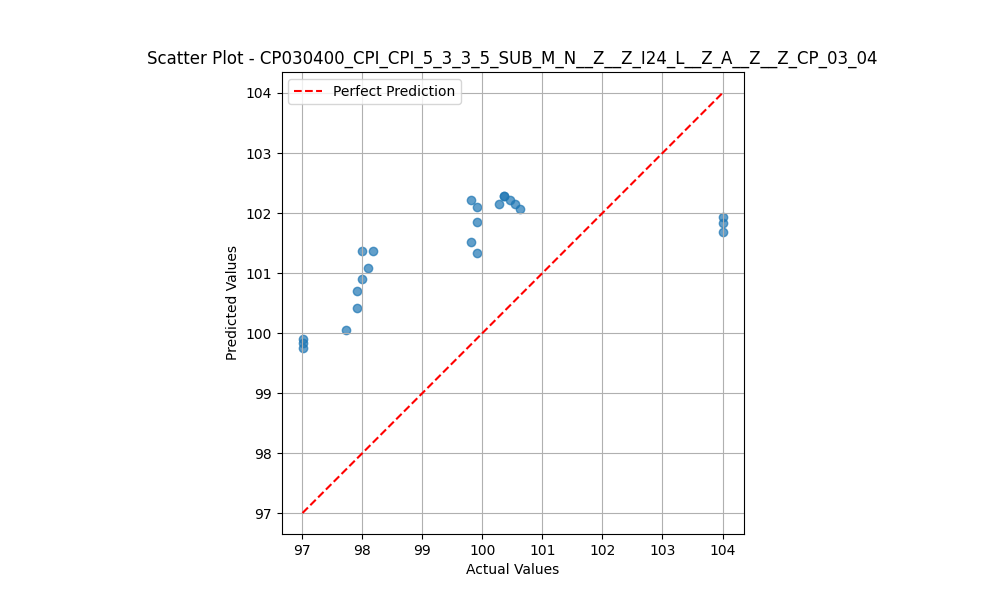 Scatter Plot - CP030400_CPI_CPI_5_3_3_5_SUB_M_N__Z__Z_I24_L__Z_A__Z__Z_CP_03_04
Perfect Prediction
104
103
102
101
100
99
98
97
Predicted Values
97 98 99 100 101 102 103 104
Actual Values